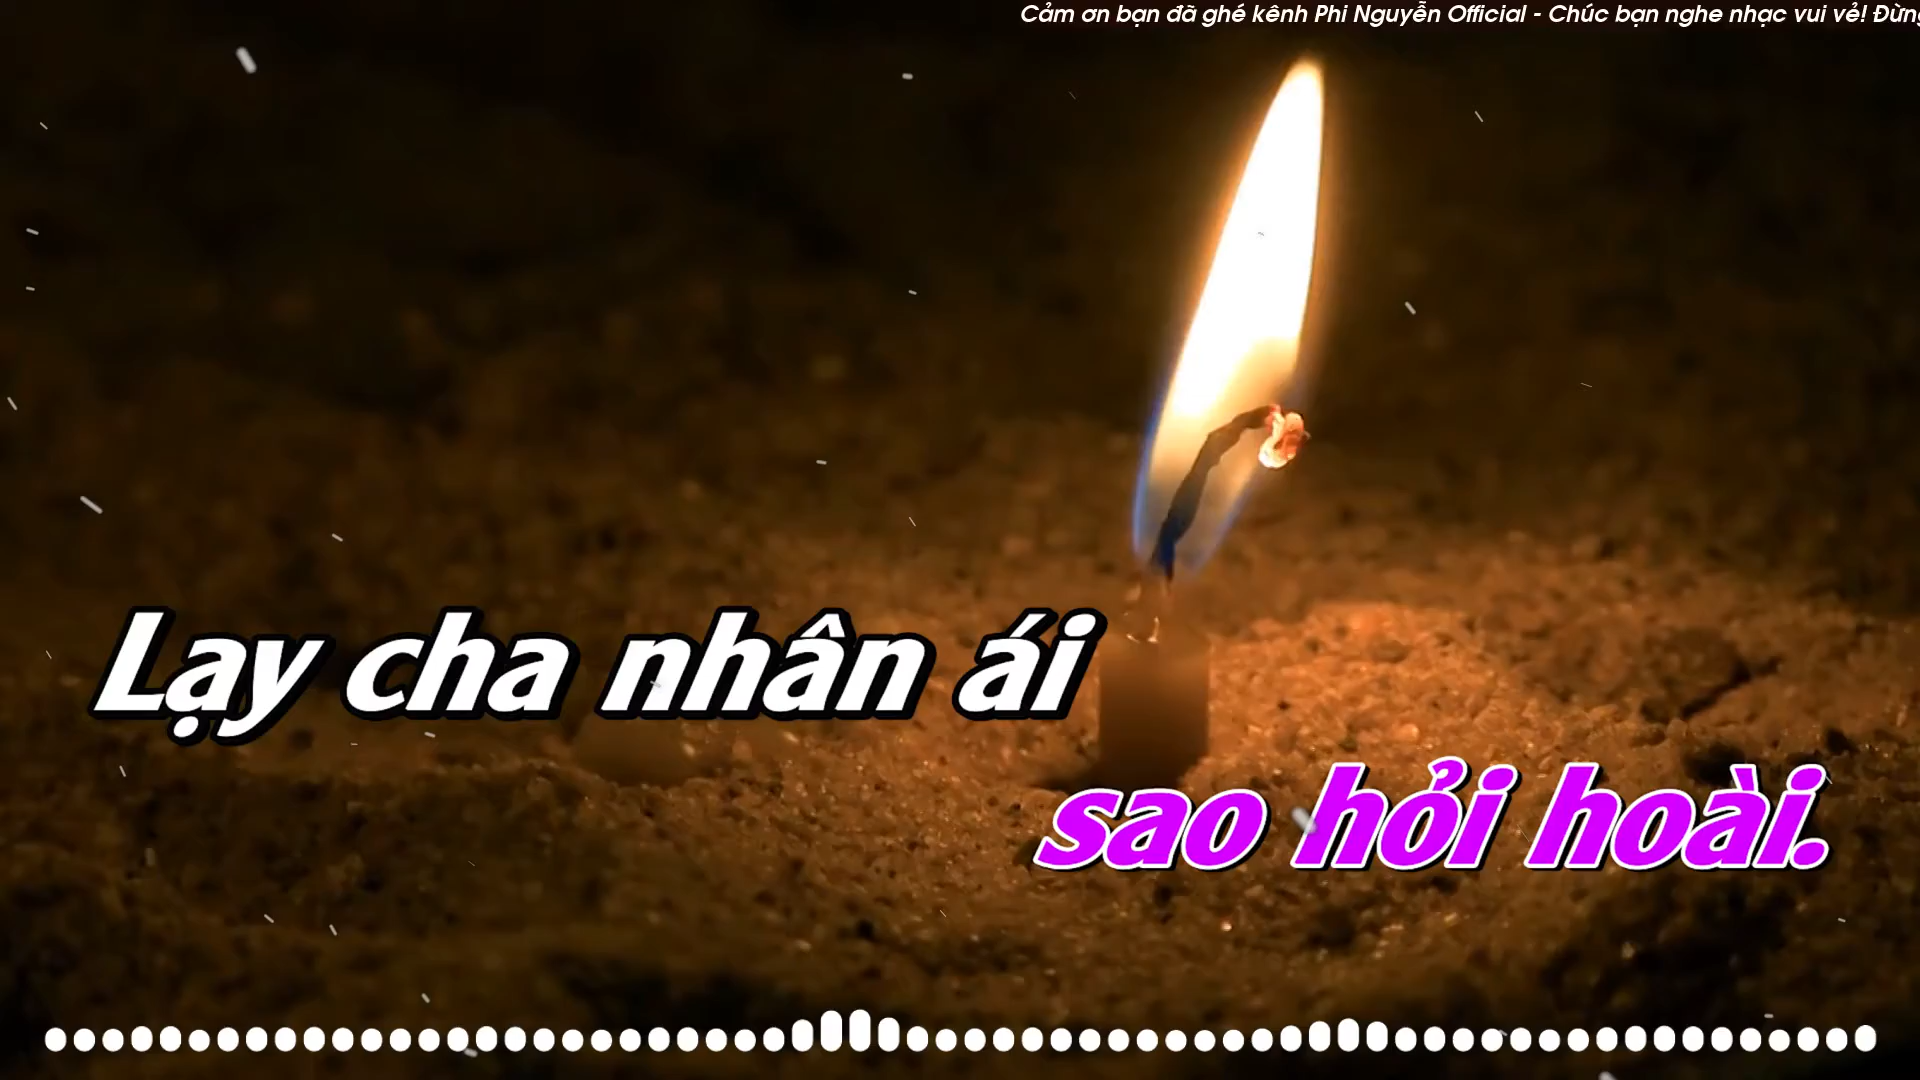 Cảm ơn bạn đã ghé kênh Phi Nguyễn Official - Chúc bạn nghe nhạc vui vẻ! Đừng
Lạy cha nhân ái
sao hỏi hoài.